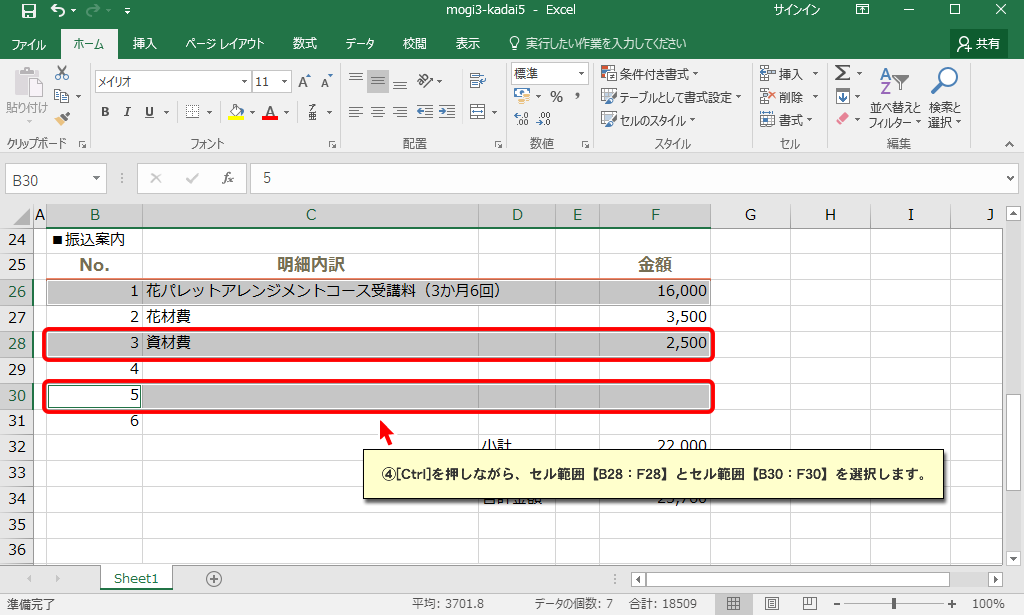 mogi3-kadai5 - Excel
サインイン
ファイル ホーム 挿入 ページ レイアウト 数式 データ 校閲 表示 実行したい作業を入力してください 共有
メイリオ 11 標準 条件付き書式 挿入
貼り付け B I U % , テーブルとして書式設定 削除 並べ替えと 検索と
セルのスタイル 書式 フィルター 選択
クリップボード フォント 配置 数値 スタイル セル 編集
B30 fx 5
A B C D E F G H I J
24 ■振込案内
25 No. 明細内訳 金額
26 1 花パレットアレンジメントコース受講料（3か月6回） 16,000
27 2 花材費 3,500
28 3 資材費 2,500
29 4
30 5
31 6
32 小計 22,000
33 ④[Ctrl]を押しながら、セル範囲【B28：F28】とセル範囲【B30：F30】を選択します。
34 合計金額 23,760
35
36
Sheet1
準備完了 平均: 3701.8 データの個数: 7 合計: 18509 100%